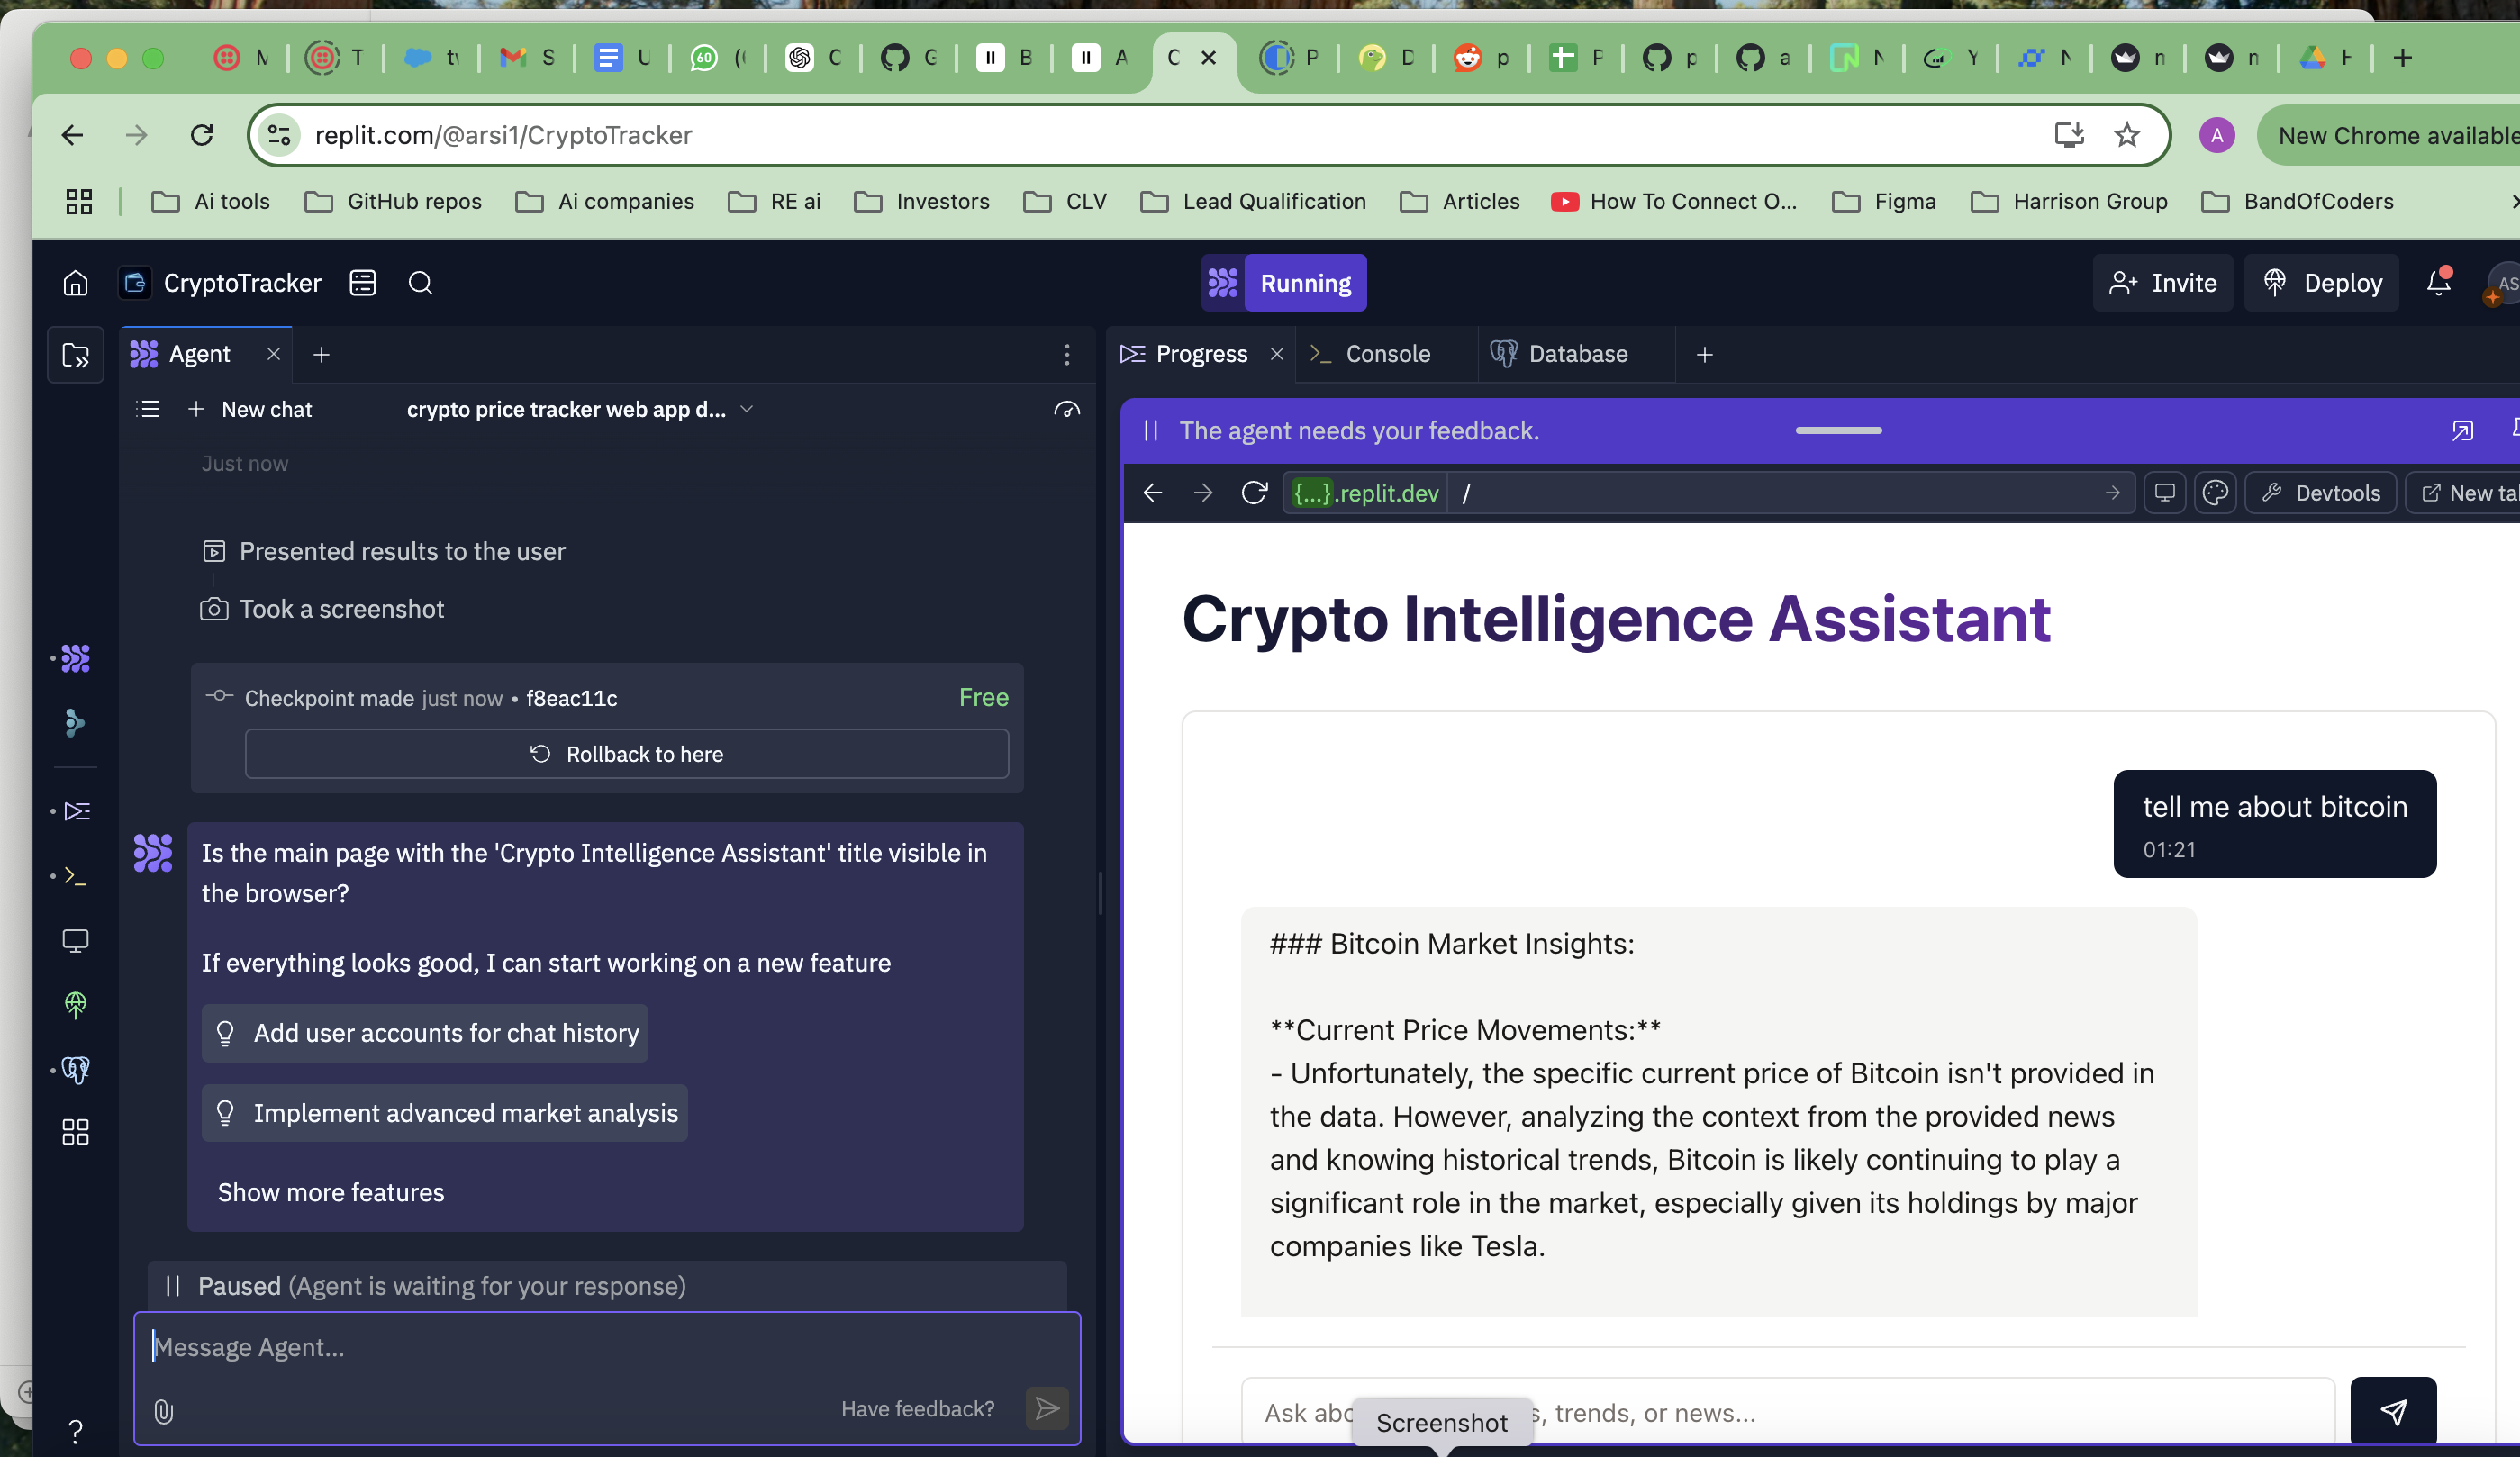 M
T
tv
S
U
60
(
C
G
B
A
C
P
D
p
P
p
a
N
Y
N
n
n
H
replit.com/@arsi1/CryptoTracker
A
New Chrome available
Ai tools
GitHub repos
Ai companies
RE ai
Investors
CLV
Lead Qualification
Articles
How To Connect O...
Figma
Harrison Group
BandOfCoders
CryptoTracker
Running
Invite
Deploy
AS
Agent
Progress
Console
Database
New chat
crypto price tracker web app d...
Just now
Presented results to the user
Took a screenshot
Checkpoint made just now • f8eac11c
Free
Rollback to here
Is the main page with the 'Crypto Intelligence Assistant' title visible in
the browser?
If everything looks good, I can start working on a new feature
Add user accounts for chat history
Implement advanced market analysis
Show more features
Paused (Agent is waiting for your response)
Message Agent...
Have feedback?
The agent needs your feedback.
{...}.replit.dev
/
Devtools
New ta
Crypto Intelligence Assistant
tell me about bitcoin
01:21
### Bitcoin Market Insights:
**Current Price Movements:**
- Unfortunately, the specific current price of Bitcoin isn't provided in
the data. However, analyzing the context from the provided news
and knowing historical trends, Bitcoin is likely continuing to play a
significant role in the market, especially given its holdings by major
companies like Tesla.
Ask abo
s, trends, or news...
Screenshot